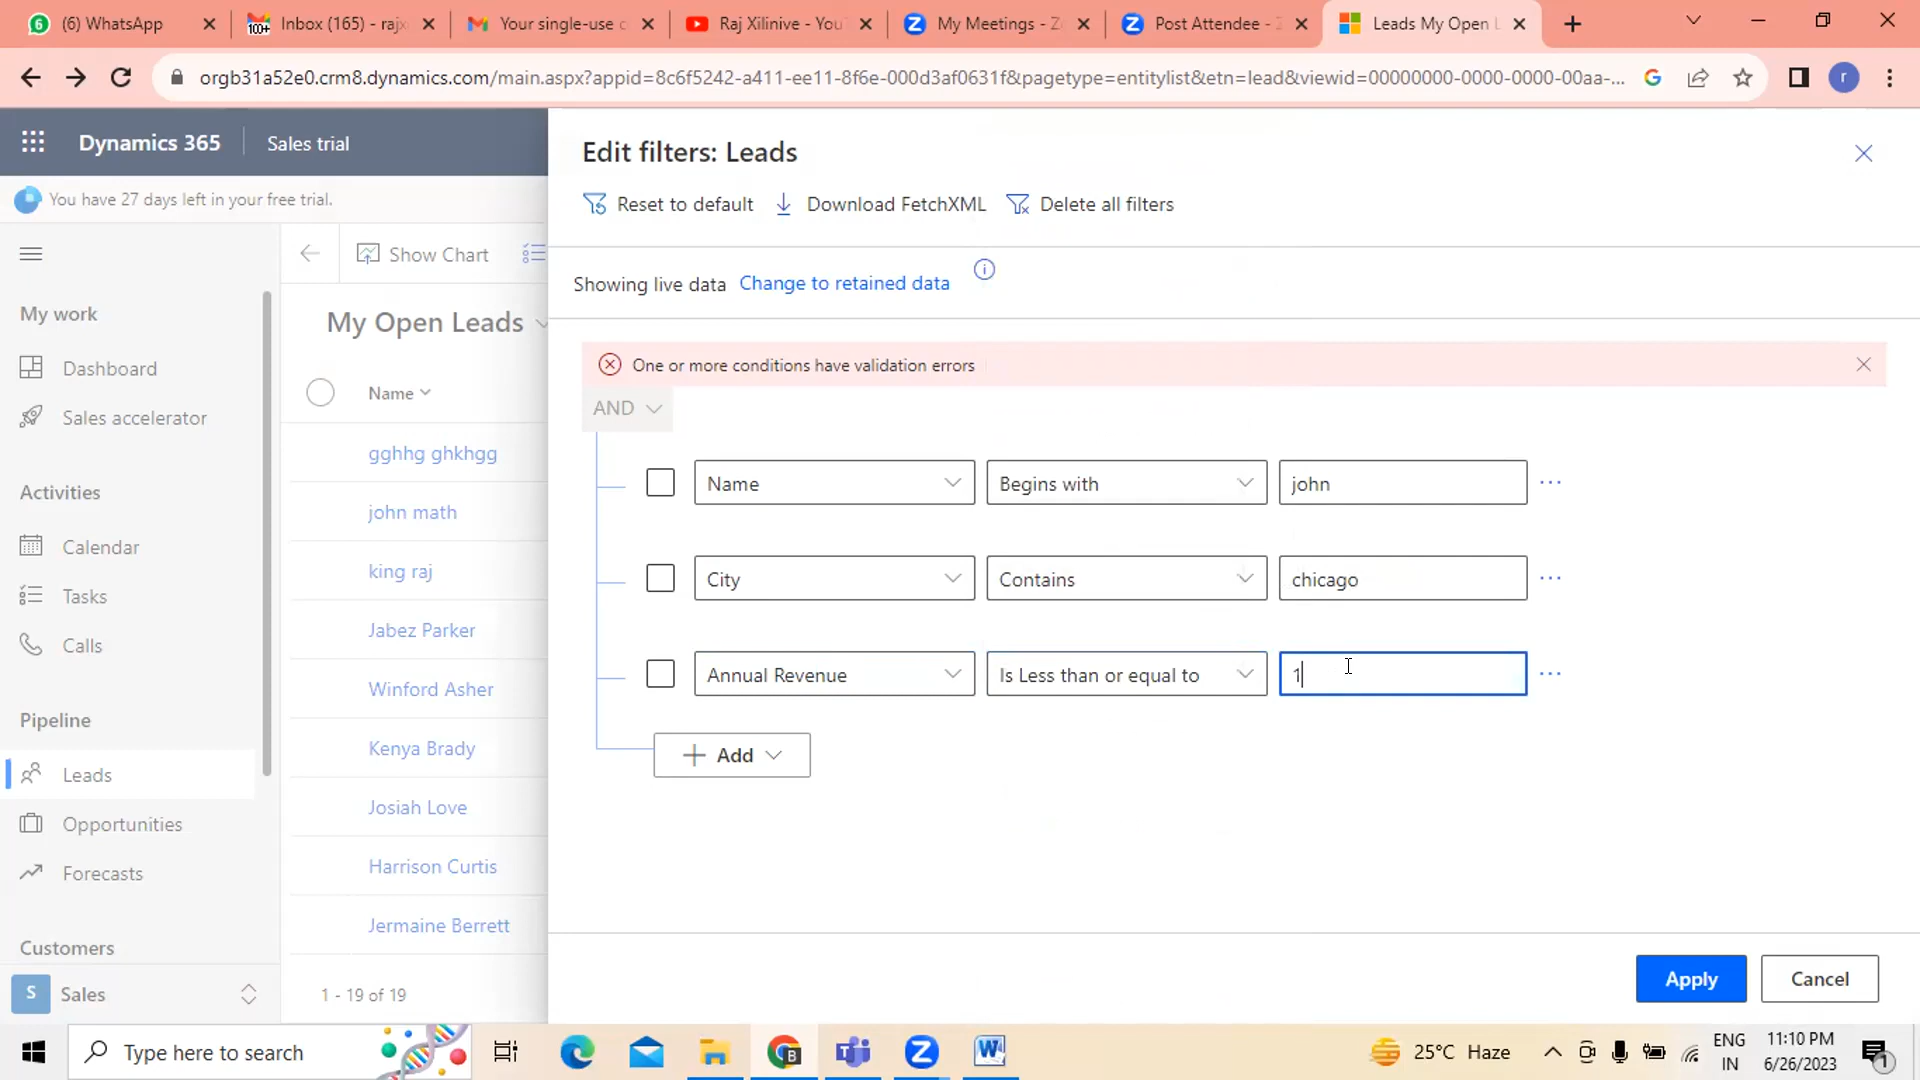 (6) WhatsApp
Inbox (165) - rajx
Your single-use c
Raj Xilinive - YouT
My Meetings - Zo
Post Attendee - Z
Leads My Open L
orgb31a52e0.crm8.dynamics.com/main.aspx?appid=8c6f5242-a411-ee11-8f6e-000d3af0631f&pagetype=entitylist&etn=lead&viewid=00000000-0000-0000-00aa-...
r
Dynamics 365
Sales trial
You have 27 days left in your free trial.
Show Chart
My work
Dashboard
Sales accelerator
Activities
Calendar
Tasks
Calls
Pipeline
Leads
Opportunities
Forecasts
Customers
S Sales
My Open Leads
Name
gghhg ghkhgg
john math
king raj
Jabez Parker
Winford Asher
Kenya Brady
Josiah Love
Harrison Curtis
Jermaine Berrett
1 - 19 of 19
Edit filters: Leads
Reset to default
Download FetchXML
Delete all filters
Showing live data Change to retained data
One or more conditions have validation errors
AND
Name Begins with john
City Contains chicago
Annual Revenue Is Less than or equal to 1
Add
Apply Cancel
Type here to search
25°C Haze
ENG
IN
11:10 PM
6/26/2023
1